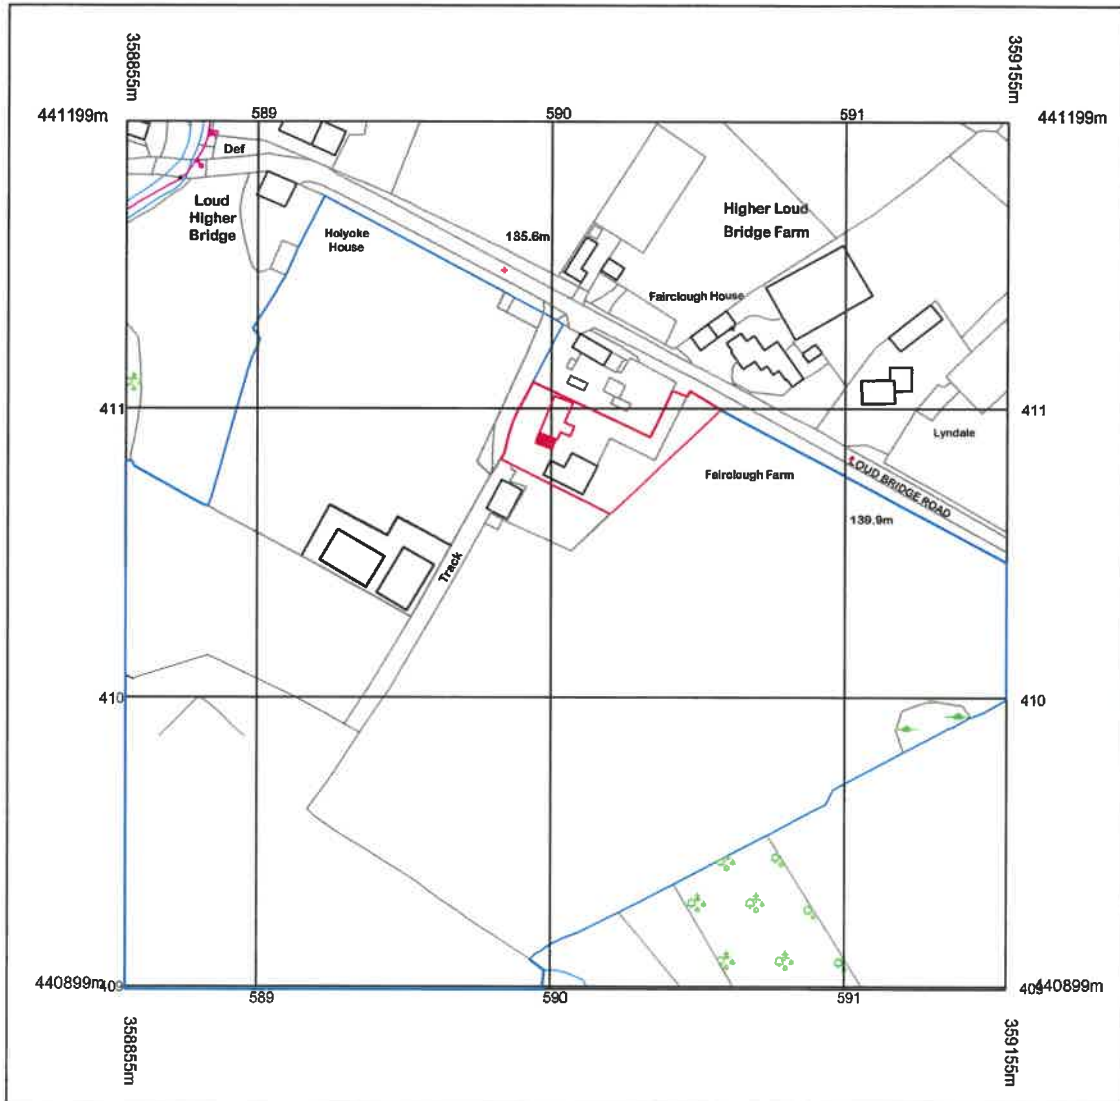 358855m
359155m
441199m
589
590
591
441199m
Def
Loud
Higher
Bridge
Holyoke
House
135.6m
Higher Loud
Bridge Farm
Fairclough House
411
411
Lyndale
Fairclough Farm
LOUD BRIDGE ROAD
139.9m
Track
410
410
440899m
409
589
590
591
409
440899m
358855m
359155m